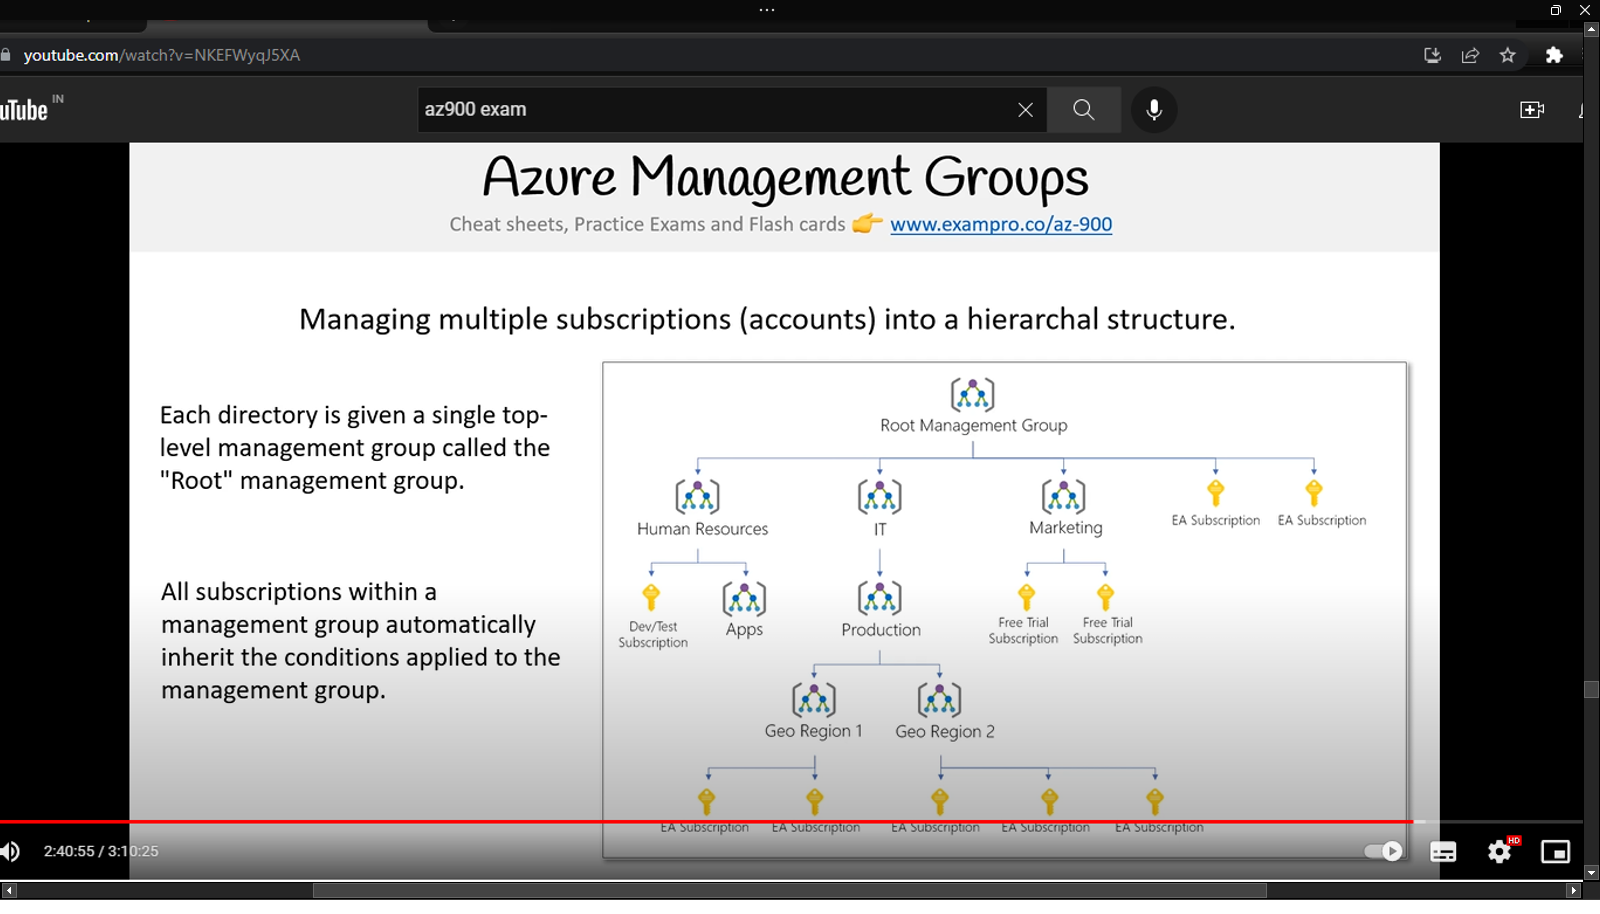 youtube.com/watch?v=NKEFWyqJ5XA
uTube IN
az900 exam
Azure Management Groups
Cheat sheets, Practice Exams and Flash cards 👉 www.exampro.co/az-900
Managing multiple subscriptions (accounts) into a hierarchal structure.
Each directory is given a single top-
level management group called the
"Root" management group.
All subscriptions within a
management group automatically
inherit the conditions applied to the
management group.
Root Management Group
Human Resources
IT
Marketing
EA Subscription
EA Subscription
Dev/Test
Subscription
Apps
Production
Free Trial
Subscription
Free Trial
Subscription
Geo Region 1
Geo Region 2
EA Subscription
EA Subscription
EA Subscription
EA Subscription
EA Subscription
2:40:55 / 3:10:25
HD